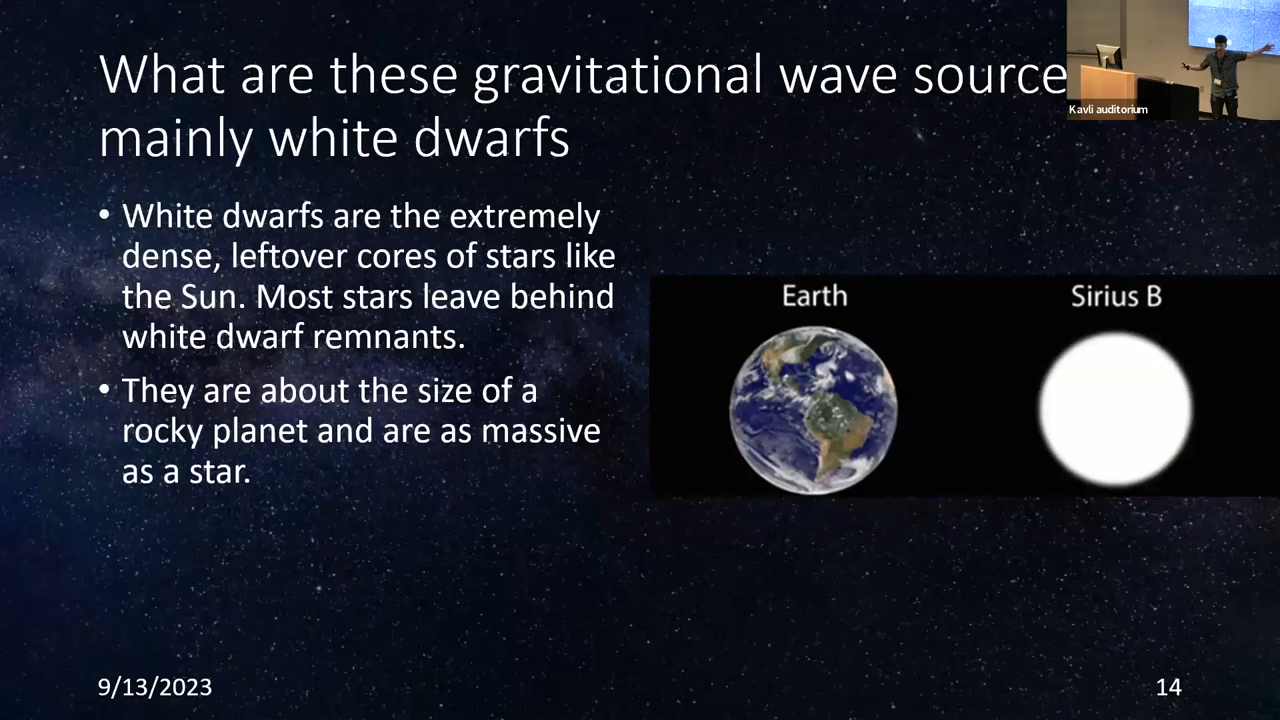 What are these gravitational wave source
mainly white dwarfs
Kavli auditorium
• White dwarfs are the extremely
dense, leftover cores of stars like
the Sun. Most stars leave behind
white dwarf remnants.
• They are about the size of a
rocky planet and are as massive
as a star.
Earth
Sirius B
9/13/2023
14